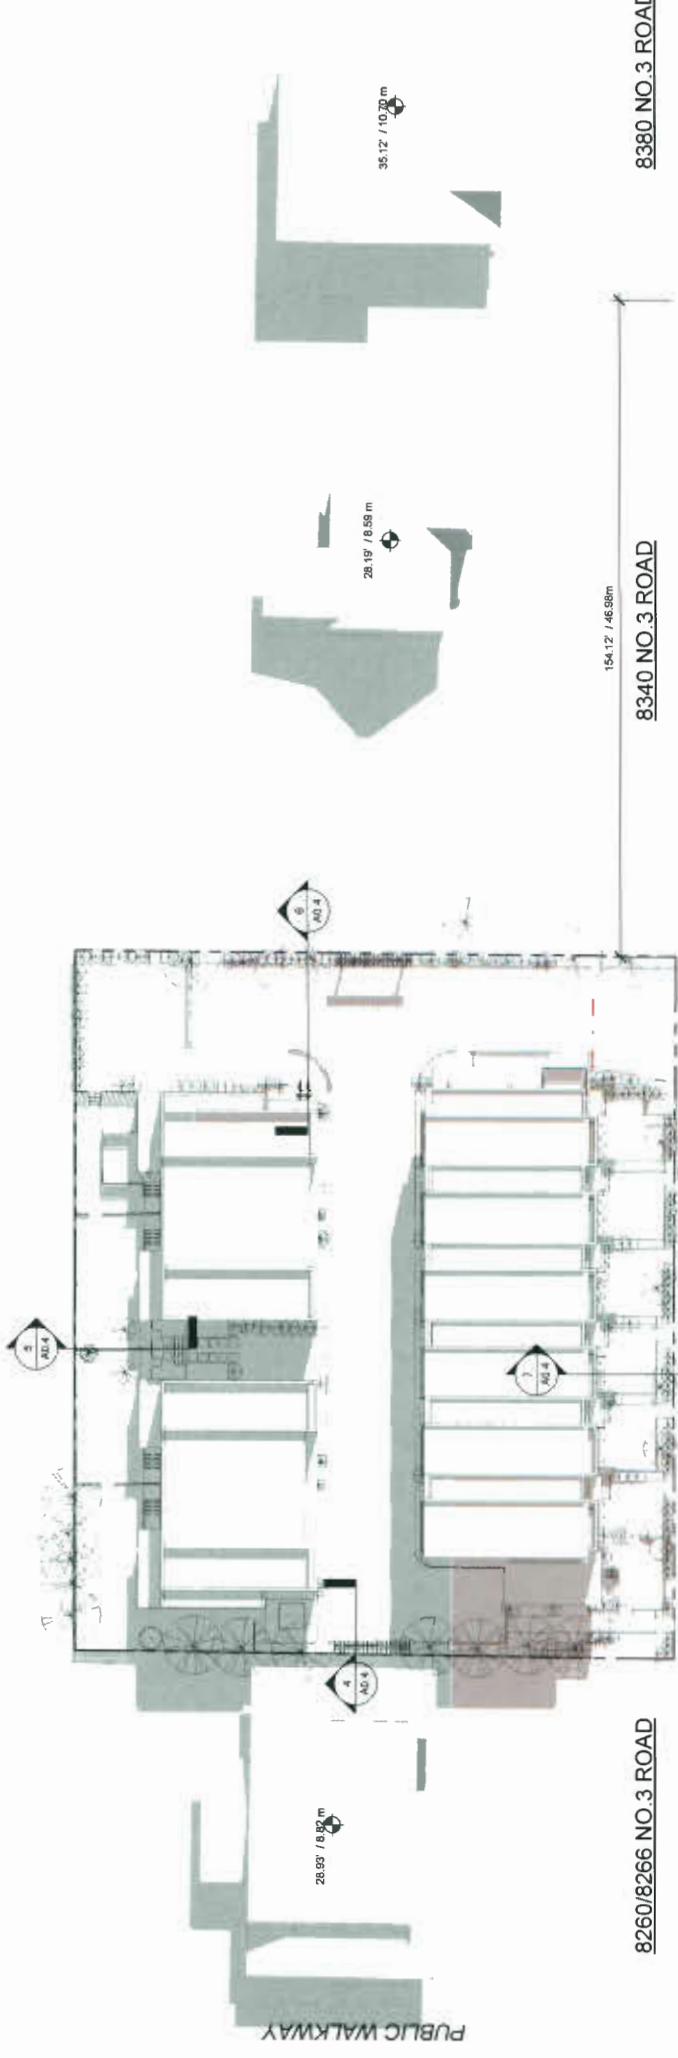 8380 NO.3 ROAD
35.12' / 10.70 m
28.19' / 8.59 m
154.12' / 46.98m
8340 NO.3 ROAD
6
A0.4
5
A0.4
7
A0.4
4
A0.4
28.93' / 8.82 m
8260/8266 NO.3 ROAD
PUBLIC WALKWAY